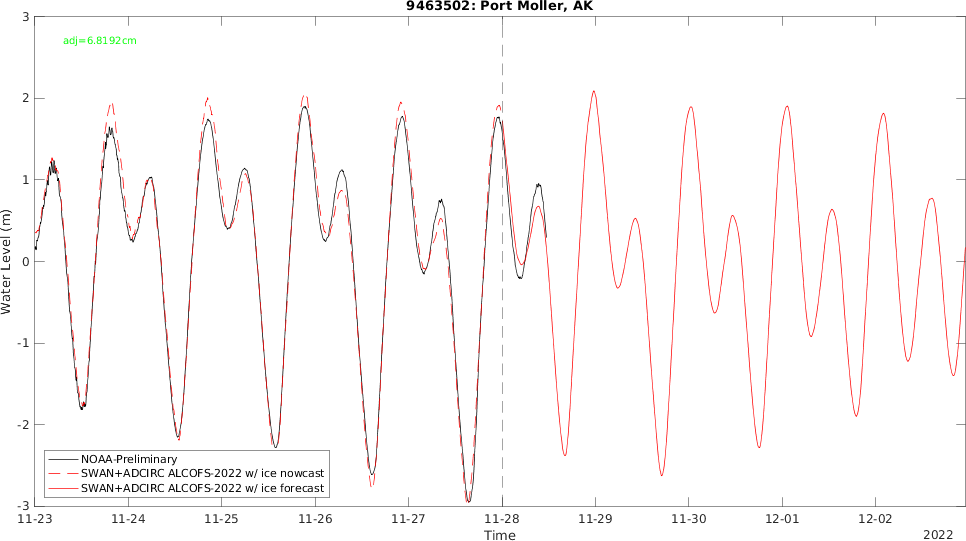 9463502: Port Moller, AK
adj=6.8192cm
3
2
1
0
-1
-2
-3
Water Level (m)
NOAA-Preliminary
SWAN+ADCIRC ALCOFS-2022 w/ ice nowcast
SWAN+ADCIRC ALCOFS-2022 w/ ice forecast
11-23 11-24 11-25 11-26 11-27 11-28 11-29 11-30 12-01 12-02
Time
2022